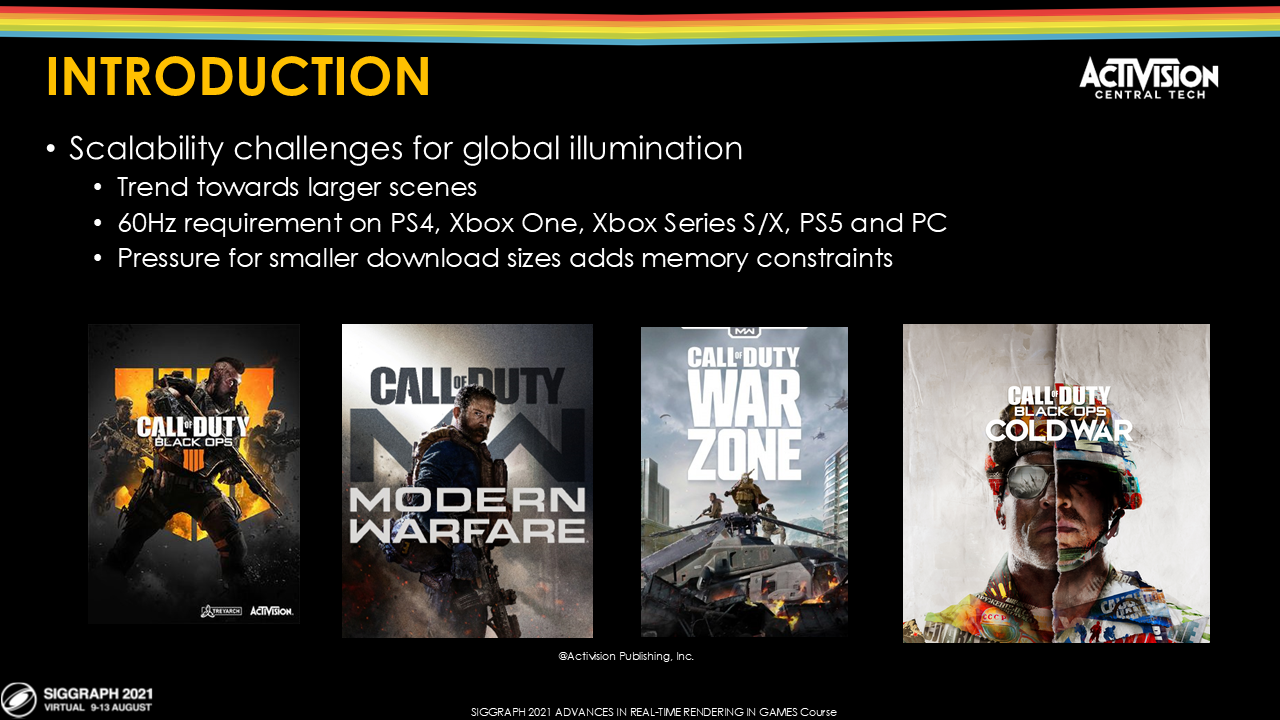 INTRODUCTION
ACTIVISION
CENTRAL TECH
• Scalability challenges for global illumination
• Trend towards larger scenes
• 60Hz requirement on PS4, Xbox One, Xbox Series S/X, PS5 and PC
• Pressure for smaller download sizes adds memory constraints
CALL OF DUTY
BLACK OPS
IIII
TREYARCH ACTIVISION
CALL OF DUTY
MW
MODERN
WARFARE
MW
CALL OF DUTY
WAR
ZONE
CALL OF DUTY
BLACK OPS
COLD WAR
@Activision Publishing, Inc.
SIGGRAPH 2021
VIRTUAL 9-13 AUGUST
SIGGRAPH 2021 ADVANCES IN REAL-TIME RENDERING IN GAMES Course